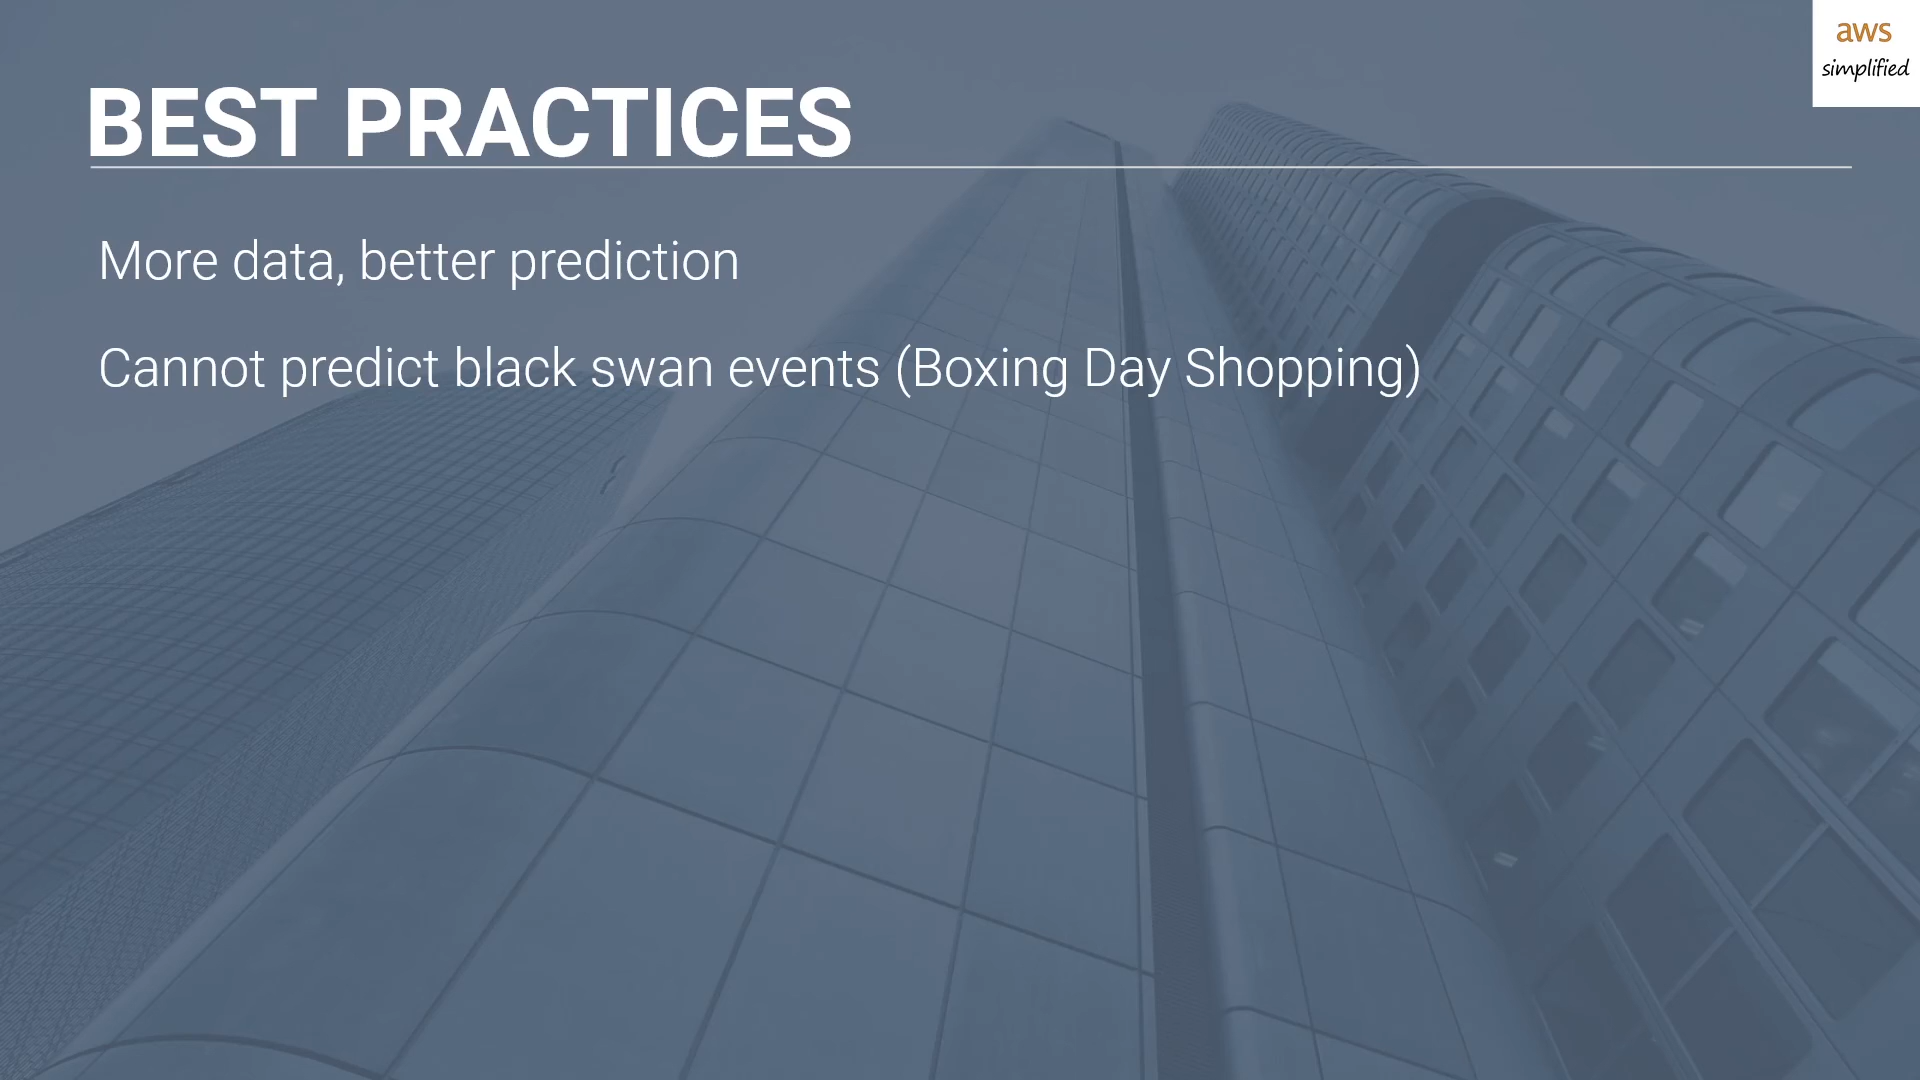 aws
simplified
BEST PRACTICES
More data, better prediction
Cannot predict black swan events (Boxing Day Shopping)